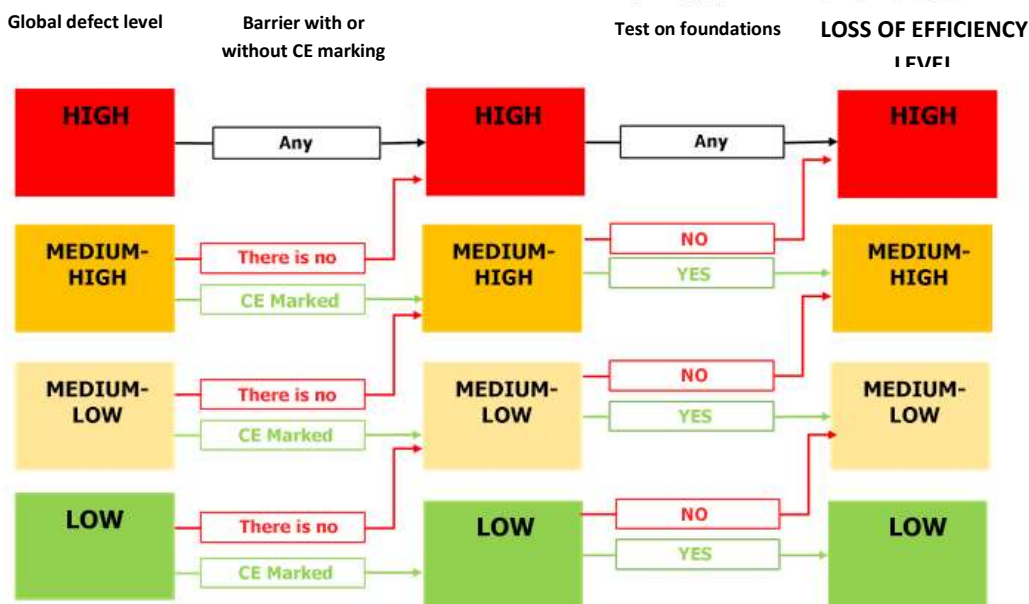 Global defect level
Barrier with or
without CE marking
Test on foundations
LOSS OF EFFICIENCY
LEVEL
HIGH
Any
HIGH
Any
HIGH
MEDIUM-
HIGH
There is no
CE Marked
MEDIUM-
HIGH
NO
YES
MEDIUM-
HIGH
MEDIUM-
LOW
There is no
CE Marked
MEDIUM-
LOW
NO
YES
MEDIUM-
LOW
LOW
There is no
CE Marked
LOW
NO
YES
LOW